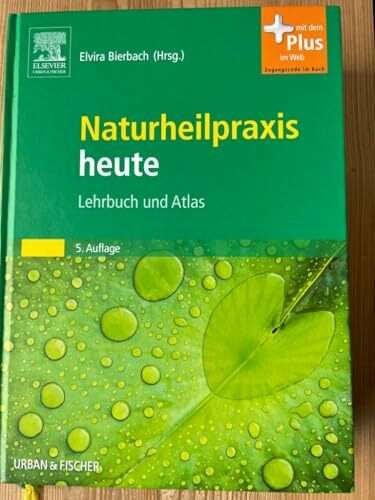 ELSEVIER
URBAN & FISCHER
Elvira Bierbach (Hrsg.)
mit dem
Plus
im Web
Zugangscode im Buch
Naturheilpraxis
heute
Lehrbuch und Atlas
5. Auflage
URBAN & FISCHER